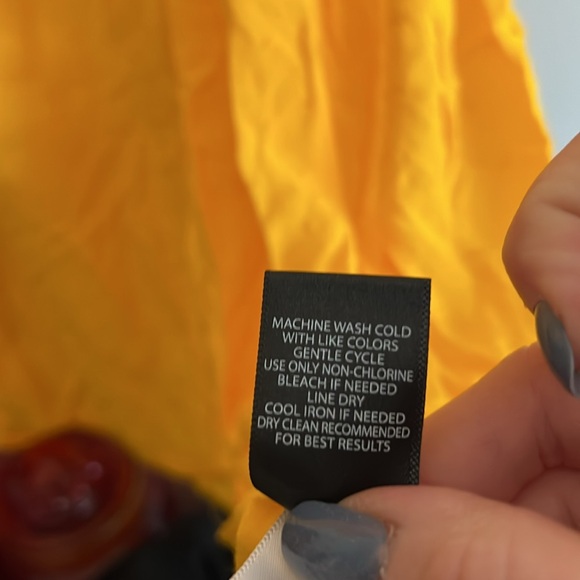 MACHINE WASH COLD
WITH LIKE COLORS
GENTLE CYCLE
USE ONLY NON-CHLORINE
BLEACH IF NEEDED
LINE DRY
COOL IRON IF NEEDED
DRY CLEAN RECOMMENDED
FOR BEST RESULTS